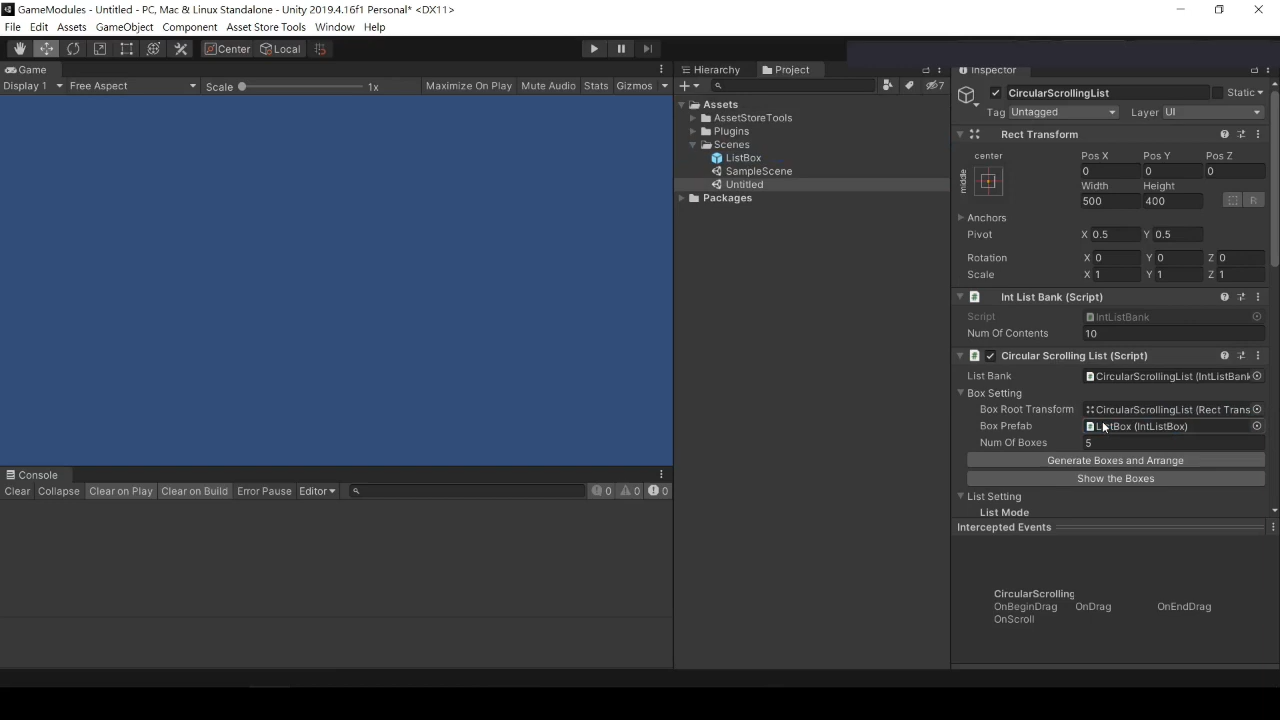 GameModules - Untitled - PC, Mac & Linux Standalone - Unity 2019.4.16f1 Personal* <DX11>
File Edit Assets GameObject Component Asset Store Tools Window Help
Center Local
Game
Display 1 Free Aspect Scale 1x Maximize On Play Mute Audio Stats Gizmos
Console
Clear Collapse Clear on Play Clear on Build Error Pause Editor 0 0 0
Hierarchy Project
7
Assets
AssetStoreTools
Plugins
Scenes
ListBox
SampleScene
Untitled
Packages
Inspector
CircularScrollingList Static
Tag Untagged Layer UI
Rect Transform
center
middle
Pos X Pos Y Pos Z
0 0 0
Width Height
500 400 R
Anchors
Pivot X 0.5 Y 0.5
Rotation X 0 Y 0 Z 0
Scale X 1 Y 1 Z 1
# Int List Bank (Script)
Script IntListBank
Num Of Contents 10
# Circular Scrolling List (Script)
List Bank CircularScrollingList (IntListBank
Box Setting
Box Root Transform CircularScrollingList (Rect Trans
Box Prefab ListBox (IntListBox)
Num Of Boxes 5
Generate Boxes and Arrange
Show the Boxes
List Setting
List Mode
Intercepted Events
CircularScrolling
OnBeginDrag OnDrag OnEndDrag
OnScroll